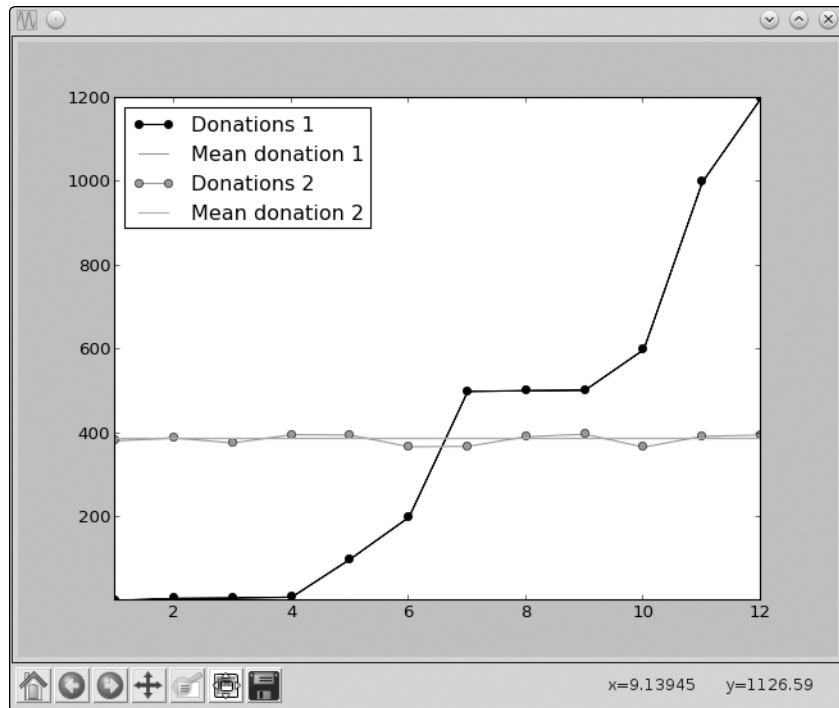 1200
1000
800
600
400
200
Donations 1
Mean donation 1
Donations 2
Mean donation 2
2 4 6 8 10 12
x=9.13945 y=1126.59